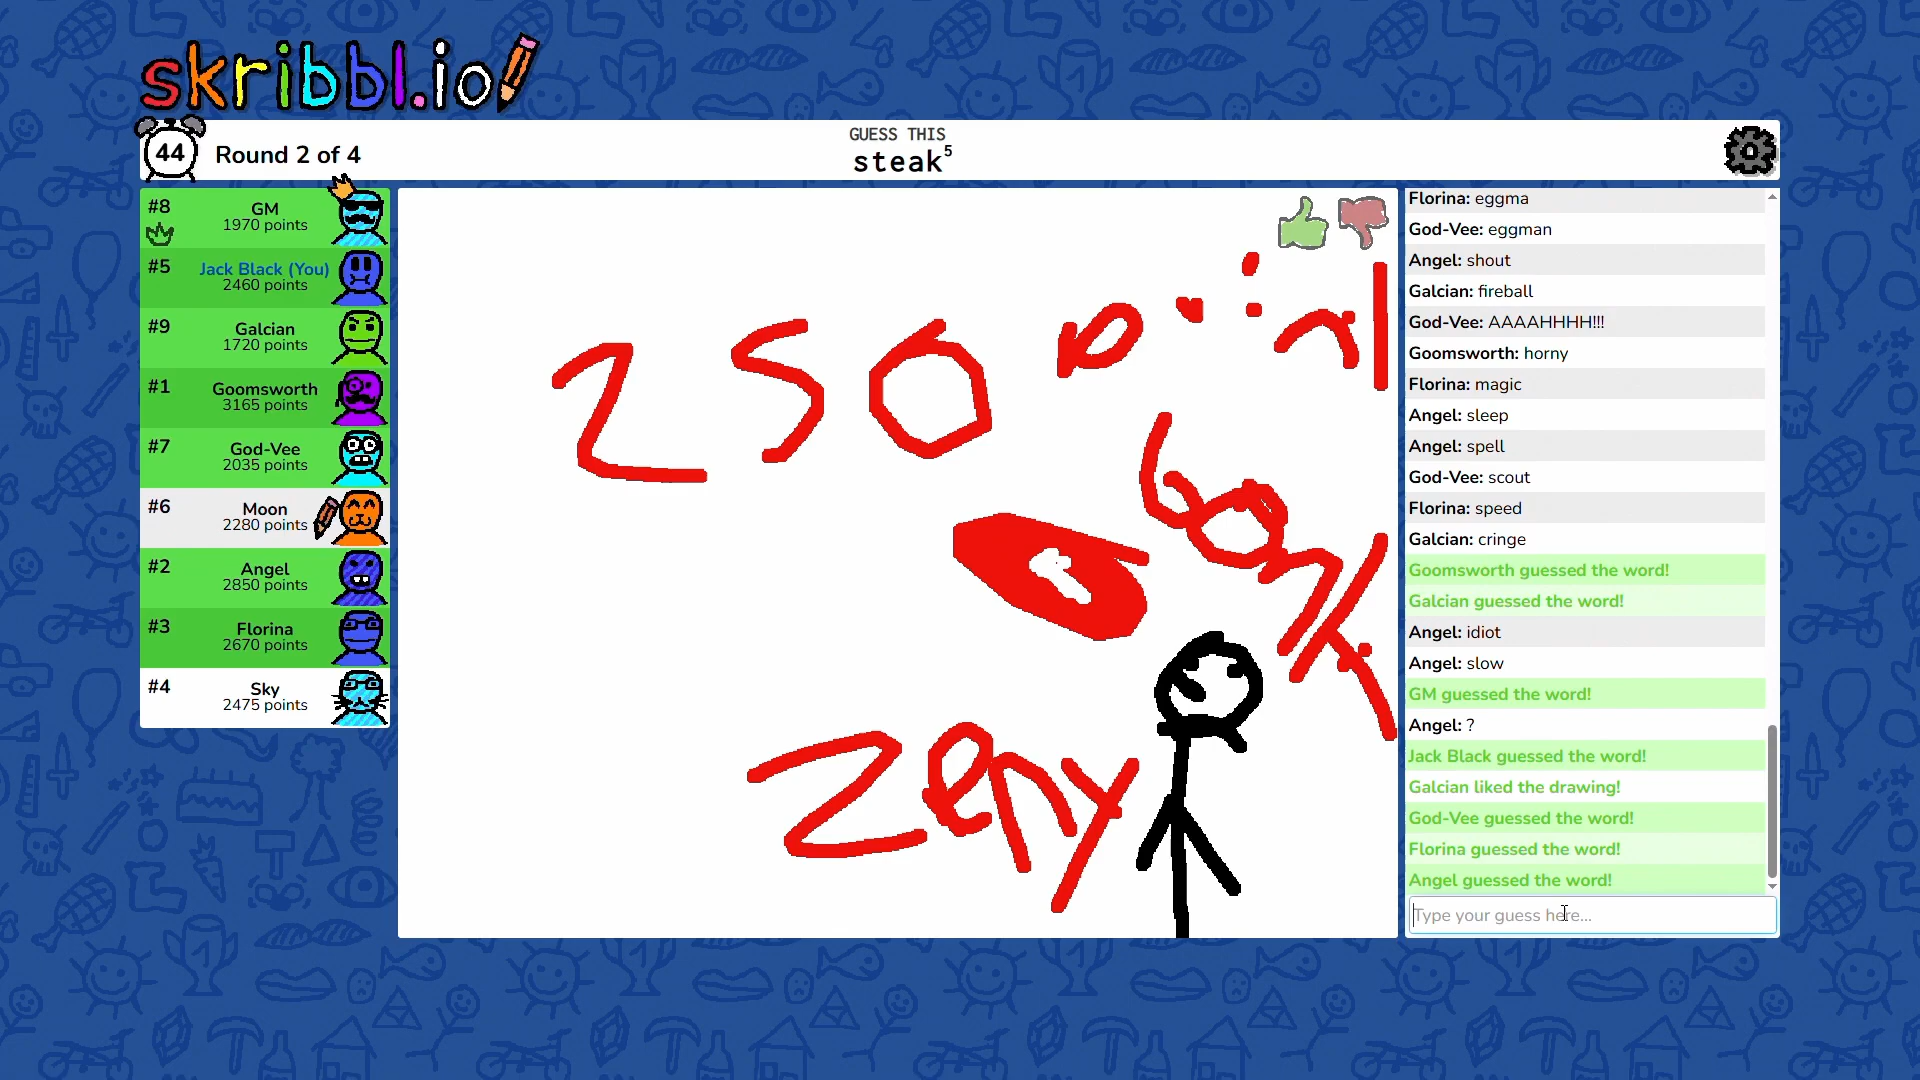 skribbl.io
44
Round 2 of 4
GUESS THIS
steak5
#8
GM
1970 points
#5
Jack Black (You)
2460 points
#9
Galcian
1720 points
#1
Goomsworth
3165 points
#7
God-Vee
2035 points
#6
Moon
2280 points
#2
Angel
2850 points
#3
Florina
2670 points
#4
Sky
2475 points
250
zeny
Florina: eggma
God-Vee: eggman
Angel: shout
Galcian: fireball
God-Vee: AAAAHHHH!!!
Goomsworth: horny
Florina: magic
Angel: sleep
Angel: spell
God-Vee: scout
Florina: speed
Galcian: cringe
Goomsworth guessed the word!
Galcian guessed the word!
Angel: idiot
Angel: slow
GM guessed the word!
Angel: ?
Jack Black guessed the word!
Galcian liked the drawing!
God-Vee guessed the word!
Florina guessed the word!
Angel guessed the word!
Type your guess here...